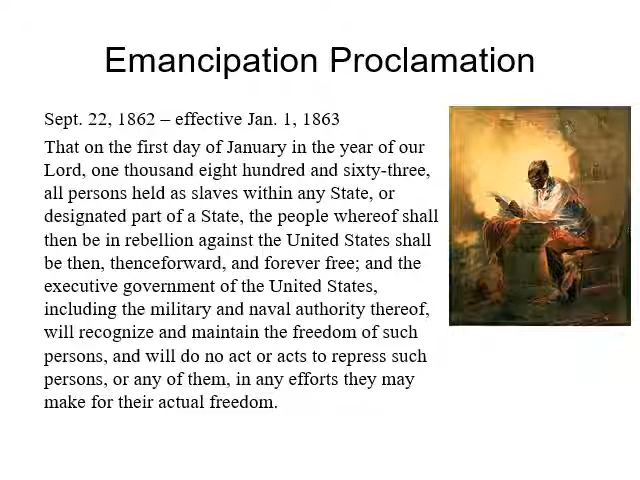 Emancipation Proclamation
Sept. 22, 1862 – effective Jan. 1, 1863
That on the first day of January in the year of our
Lord, one thousand eight hundred and sixty-three,
all persons held as slaves within any State, or
designated part of a State, the people whereof shall
then be in rebellion against the United States shall
be then, thenceforward, and forever free; and the
executive government of the United States,
including the military and naval authority thereof,
will recognize and maintain the freedom of such
persons, and will do no act or acts to repress such
persons, or any of them, in any efforts they may
make for their actual freedom.